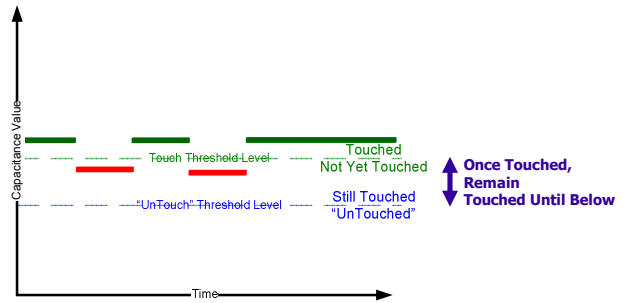 Capacitance Value
Touched
Touch Threshold Level
Not Yet Touched
Once Touched,
Remain
Touched Until Below
Still Touched
“UnTouch” Threshold Level
“UnTouched”
Time